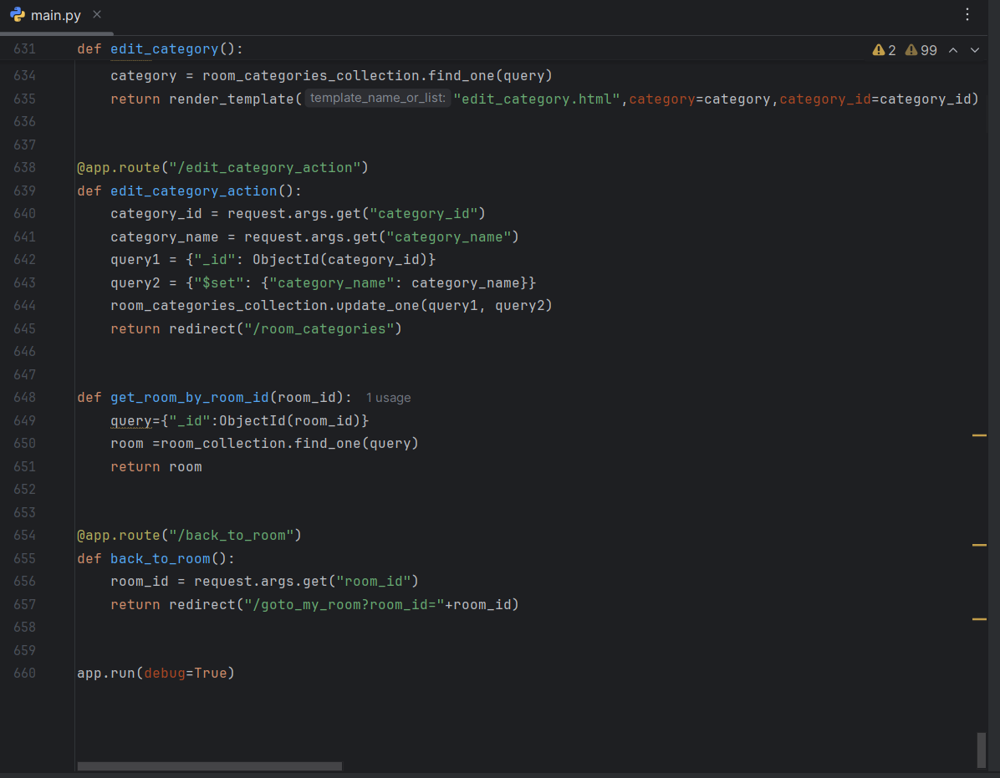 main.py
631 def edit_category():
2 99
634 category = room_categories_collection.find_one(query)
635 return render_template( template_name_or_list: "edit_category.html",category=category,category_id=category_id)
636
637
638 @app.route("/edit_category_action")
639 def edit_category_action():
640 category_id = request.args.get("category_id")
641 category_name = request.args.get("category_name")
642 query1 = {"_id": ObjectId(category_id)}
643 query2 = {"$set": {"category_name": category_name}}
644 room_categories_collection.update_one(query1, query2)
645 return redirect("/room_categories")
646
647
648 def get_room_by_room_id(room_id): 1 usage
649 query={"_id":ObjectId(room_id)}
650 room =room_collection.find_one(query)
651 return room
652
653
654 @app.route("/back_to_room")
655 def back_to_room():
656 room_id = request.args.get("room_id")
657 return redirect("/goto_my_room?room_id="+room_id)
658
659
660 app.run(debug=True)